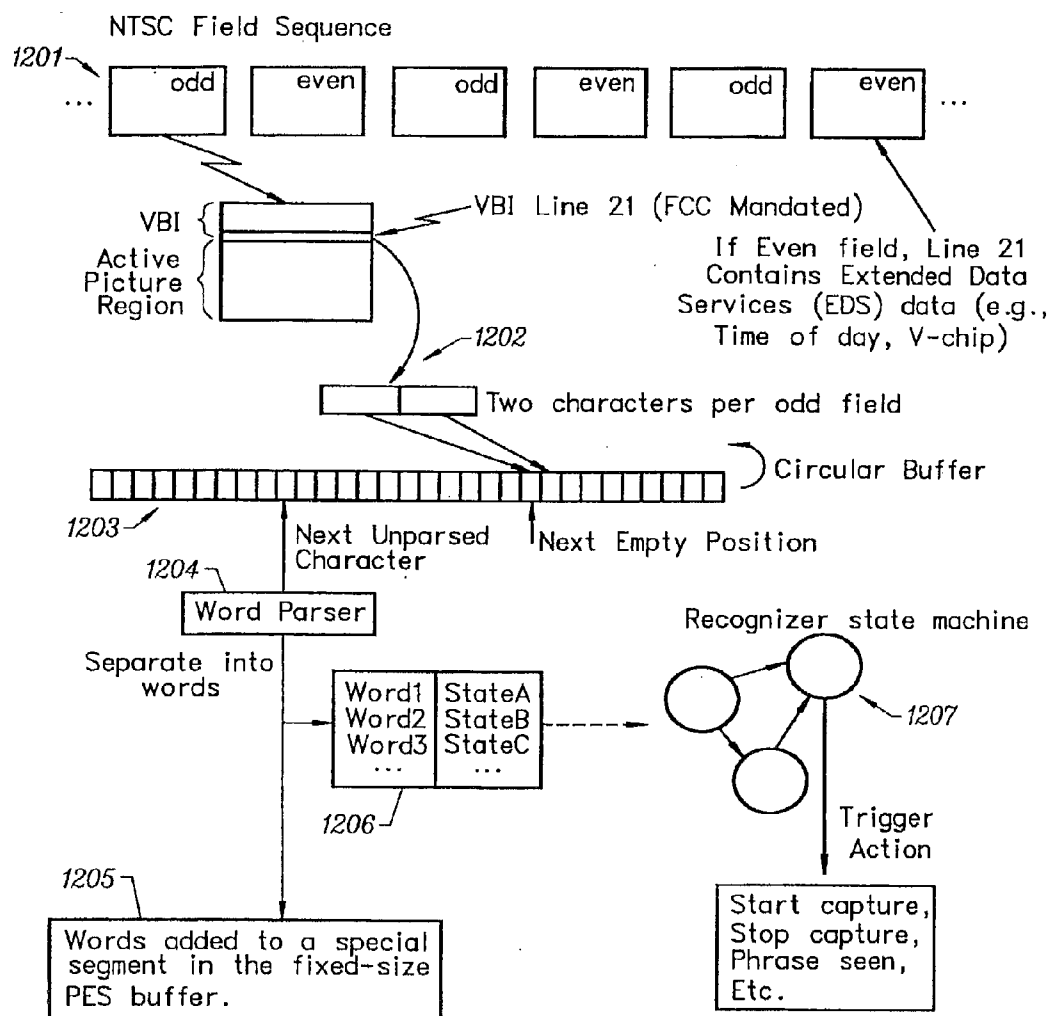 NTSC Field Sequence
1201
... odd even odd even odd even ...
VBI
VBI Line 21 (FCC Mandated)
Active
Picture
Region
If Even field, Line 21
Contains Extended Data
Services (EDS) data (e.g.,
Time of day, V-chip)
1202
Two characters per odd field
Circular Buffer
1203
Next Unparsed
Character
Next Empty Position
1204
Word Parser
Separate into
words
Word1 StateA
Word2 StateB
Word3 StateC
... ...
1206
Recognizer state machine
1207
Trigger
Action
1205
Words added to a special
segment in the fixed-size
PES buffer.
Start capture,
Stop capture,
Phrase seen,
Etc.